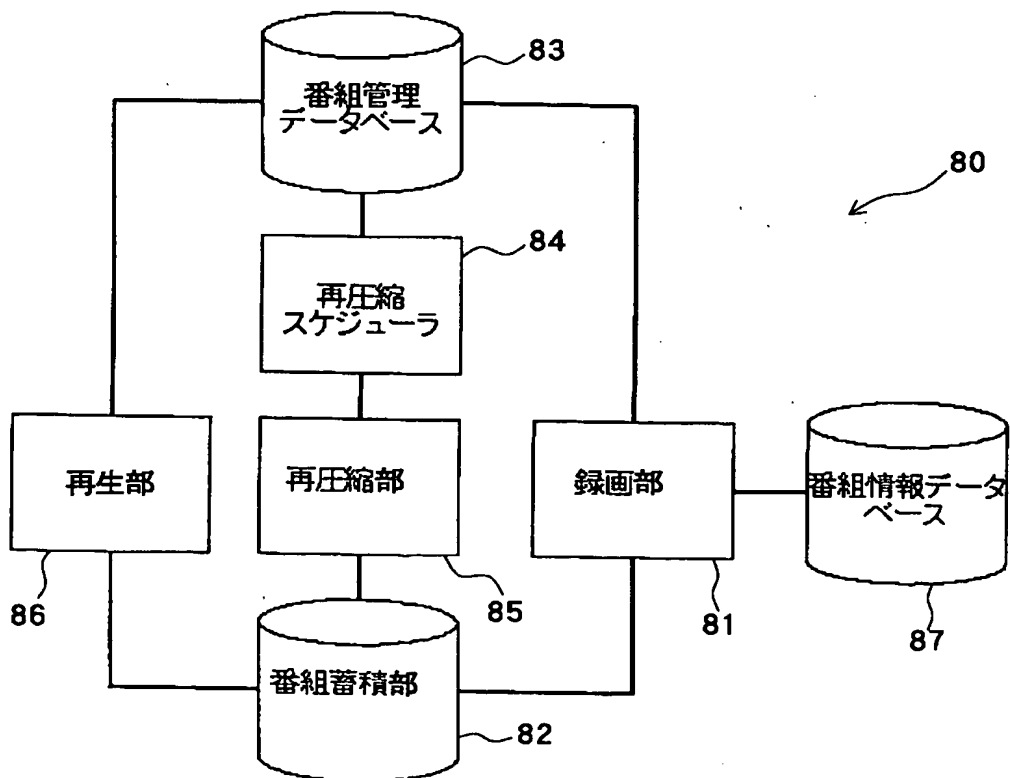 83
番組管理
データベース
80
84
再圧縮
スケジューラ
再生部
再圧縮部
録画部
番組情報データ
ベース
86
85
81
87
番組蓄積部
82